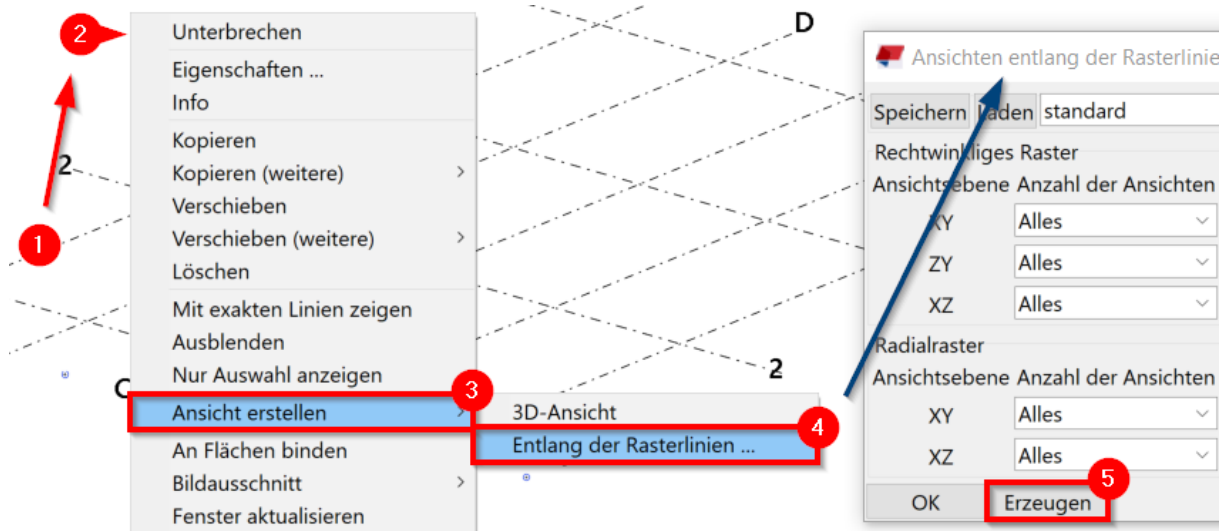 2
Unterbrechen
Eigenschaften ...
Info
Kopieren
Kopieren (weitere)
Verschieben
Verschieben (weitere)
Löschen
Mit exakten Linien zeigen
Ausblenden
Nur Auswahl anzeigen
Ansicht erstellen
An Flächen binden
Bildausschnitt
Fenster aktualisieren
2
1
3
3D-Ansicht
Entlang der Rasterlinien ...
4
D
2
Ansichten entlang der Rasterlinie
Speichern Laden standard
Rechtwinkliges Raster
Ansichtsebene Anzahl der Ansichten
XY Alles
ZY Alles
XZ Alles
Radialraster
Ansichtsebene Anzahl der Ansichten
XY Alles
XZ Alles
5
OK Erzeugen